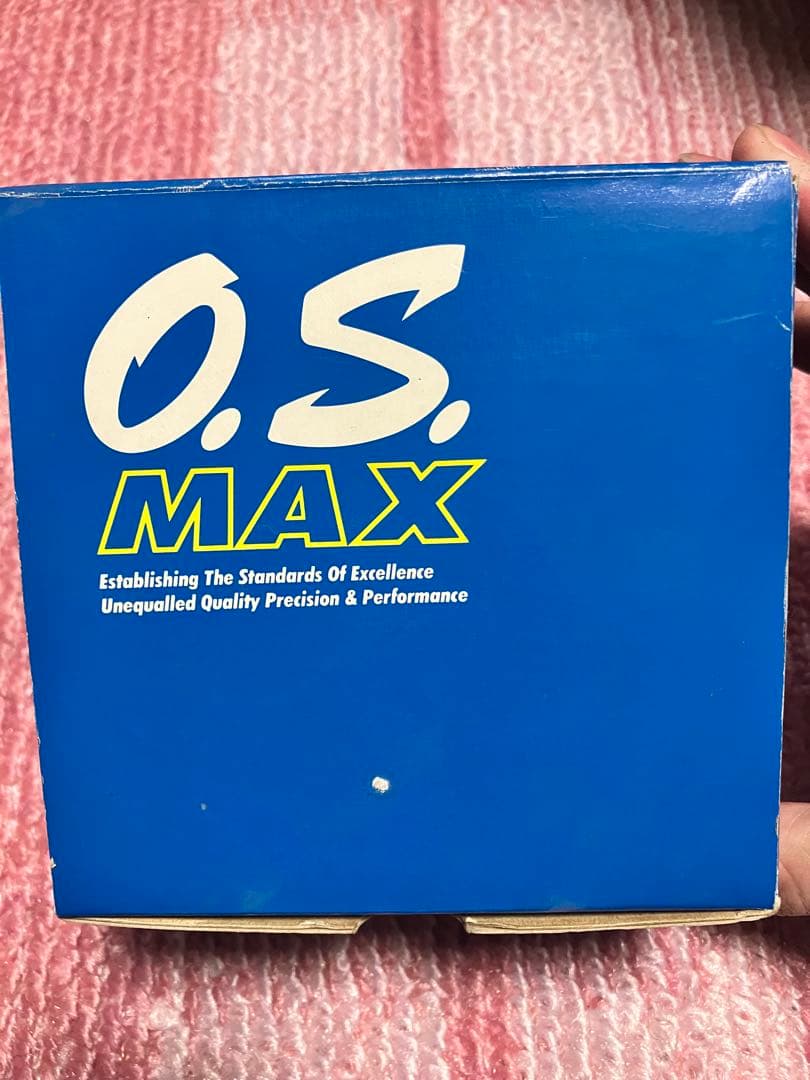 O.S.
MAX
Establishing The Standards Of Excellence
Unequalled Quality Precision & Performance